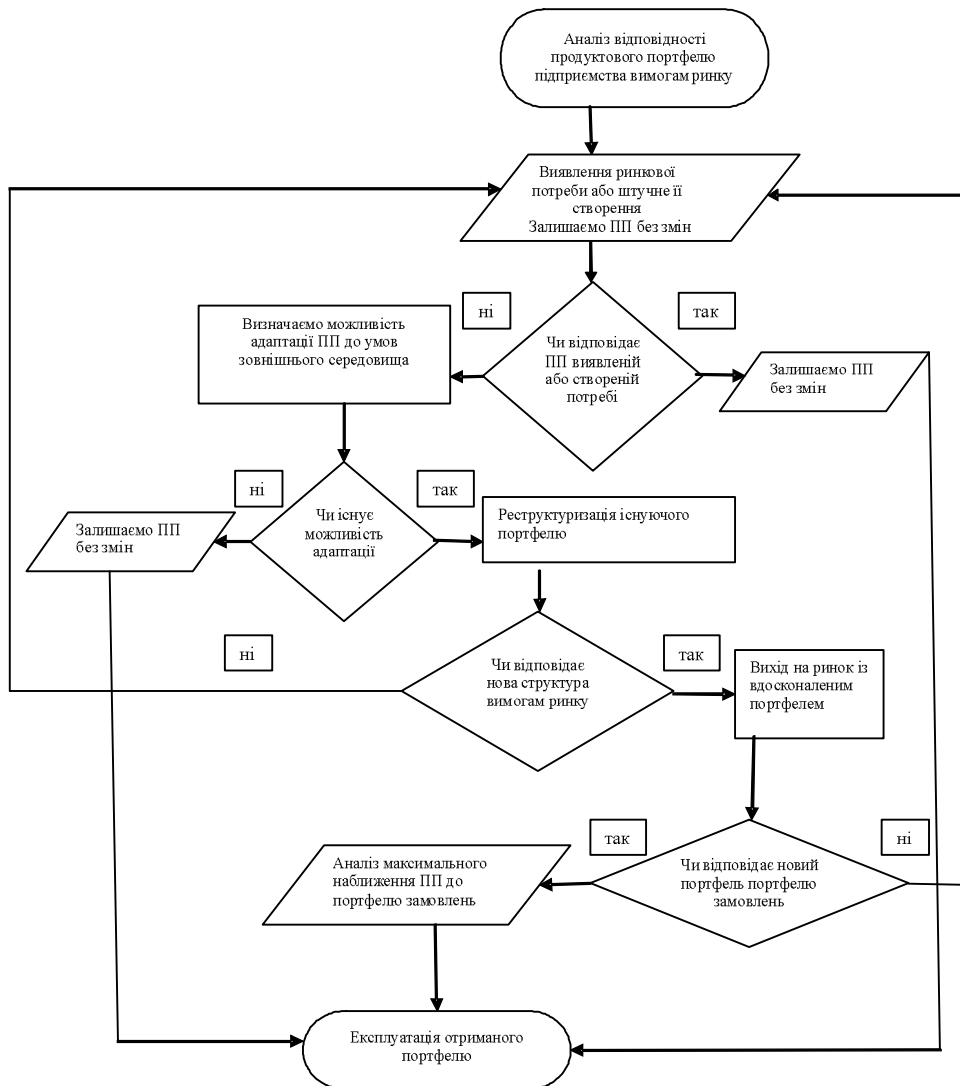 Аналіз відповідності
продуктового портфелю
підприємства вимогам ринку
Виявлення ринкової
потреби або штучне її
створення
Залишаємо ПП без змін
ні
так
Визначаємо можливість
адаптації ПП до умов
зовнішнього середовища
Чи відповідає
ПП виявленій
або створеній
потребі
Залишаємо ПП
без змін
ні
так
Залишаємо ПП
без змін
Чи існує
можливість
адаптації
Реструктуризація існуючого
портфелю
ні
так
Чи відповідає
нова структура
вимогам ринку
Вихід на ринок із
вдосконаленим
портфелем
так
ні
Аналіз максимального
наближення ПП до
портфелю замовлень
Чи відповідає новий
портфель портфелю
замовлень
Експлуатація отриманого
портфелю